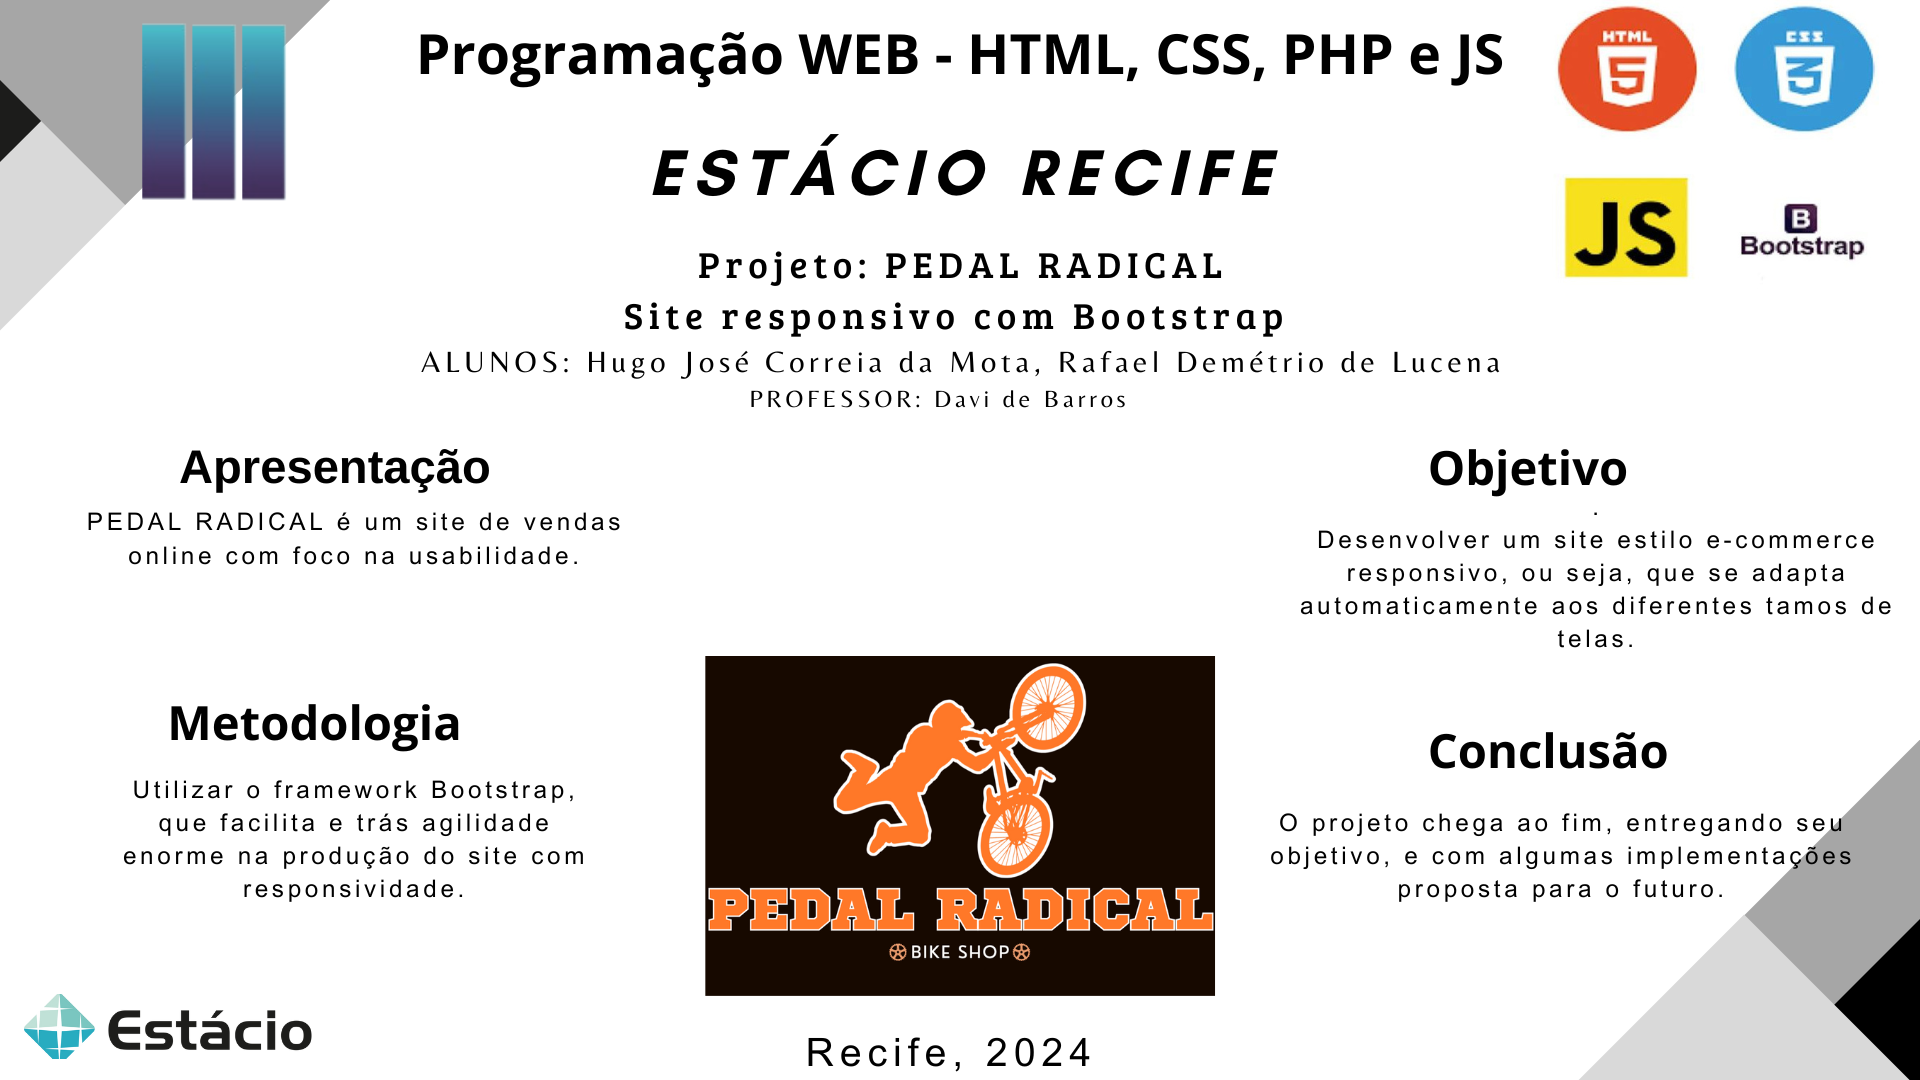 Programação WEB - HTML, CSS, PHP e JS
HTML
5
CSS
3
ESTÁCIO RECIFE
JS
B
Bootstrap
Projeto: PEDAL RADICAL
Site responsivo com Bootstrap
ALUNOS: Hugo José Correia da Mota, Rafael Demétrio de Lucena
PROFESSOR: Davi de Barros
Apresentação
PEDAL RADICAL é um site de vendas
online com foco na usabilidade.
Objetivo
.
Desenvolver um site estilo e-commerce
responsivo, ou seja, que se adapta
automaticamente aos diferentes tamos de
telas.
Metodologia
Utilizar o framework Bootstrap,
que facilita e trás agilidade
enorme na produção do site com
responsividade.
PEDAL RADICAL
BIKE SHOP
Conclusão
O projeto chega ao fim, entregando seu
objetivo, e com algumas implementações
proposta para o futuro.
Estácio
Recife, 2024